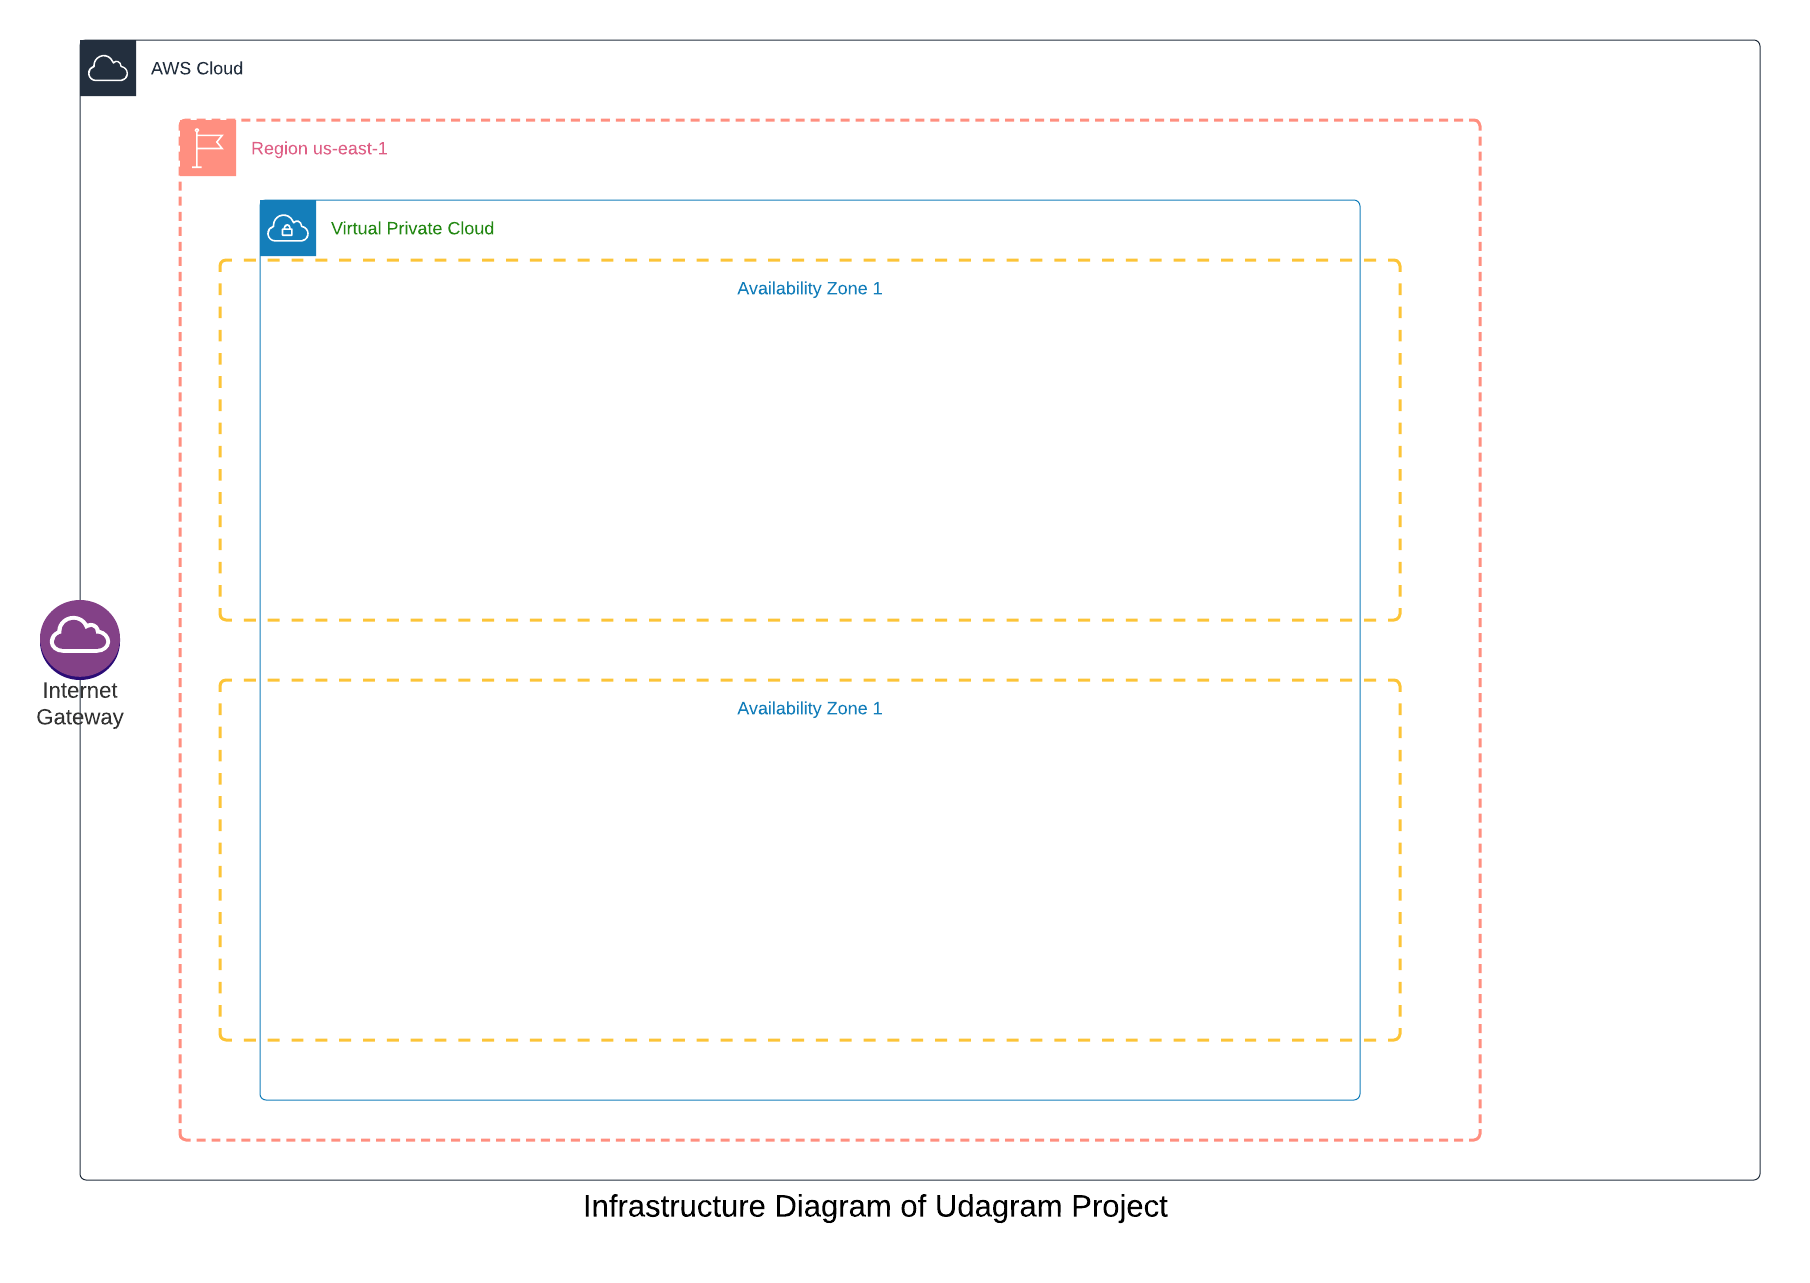 AWS Cloud
Region us-east-1
Virtual Private Cloud
Availability Zone 1
Internet
Gateway
Availability Zone 1
Infrastructure Diagram of Udagram Project